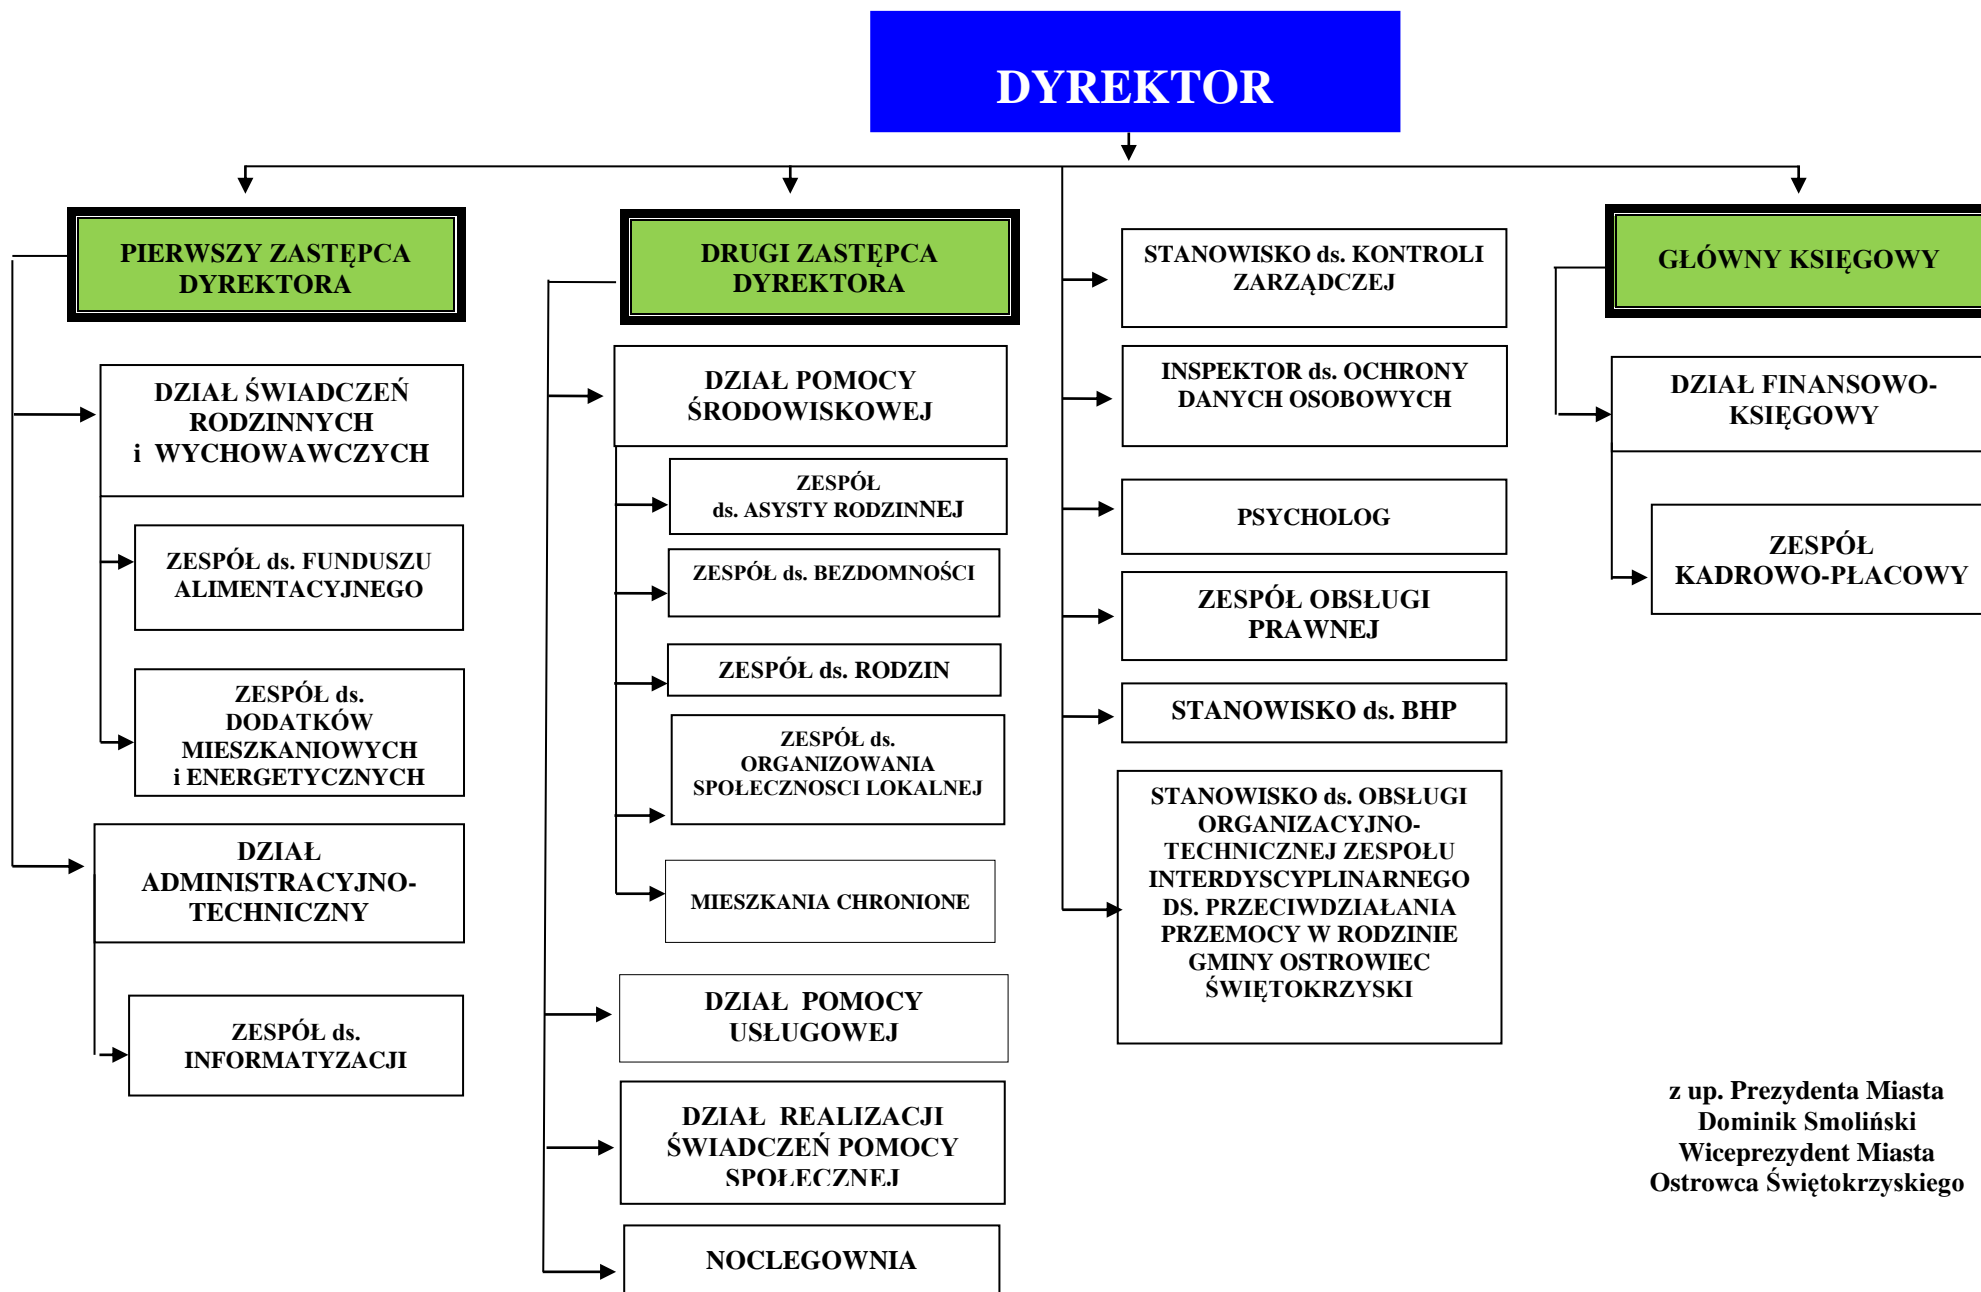 DYREKTOR
PIERWSZY ZASTĘPCA
DYREKTORA
DZIAŁ ŚWIADCZEŃ
RODZINNYCH
i WYCHOWAWCZYCH
ZESPÓŁ ds. FUNDUSZU
ALIMENTACYJNEGO
ZESPÓŁ ds.
DODATKÓW
MIESZKANIOWYCH
i ENERGETYCZNYCH
DZIAŁ
ADMINISTRACYJNO-
TECHNICZNY
ZESPÓŁ ds.
INFORMATYZACJI
DRUGI ZASTĘPCA
DYREKTORA
DZIAŁ POMOCY
ŚRODOWISKOWEJ
ZESPÓŁ
ds. ASYSTY RODZINNEJ
ZESPÓŁ ds. BEZDOMNOŚCI
ZESPÓŁ ds. RODZIN
ZESPÓŁ ds.
ORGANIZOWANIA
SPOŁECZNOSCI LOKALNEJ
MIESZKANIA CHRONIONE
DZIAŁ POMOCY
USŁUGOWEJ
DZIAŁ REALIZACJI
ŚWIADCZEŃ POMOCY
SPOŁECZNEJ
NOCLEGOWNIA
STANOWISKO ds. KONTROLI
ZARZĄDCZEJ
INSPEKTOR ds. OCHRONY
DANYCH OSOBOWYCH
PSYCHOLOG
ZESPÓŁ OBSŁUGI
PRAWNEJ
STANOWISKO ds. BHP
STANOWISKO ds. OBSŁUGI
ORGANIZACYJNO-
TECHNICZNEJ ZESPOŁU
INTERDYSCYPLINARNEGO
DS. PRZECIWDZIAŁANIA
PRZEMOCY W RODZINIE
GMINY OSTROWIEC
ŚWIĘTOKRZYSKI
GŁÓWNY KSIĘGOWY
DZIAŁ FINANSOWO-
KSIĘGOWY
ZESPÓŁ
KADROWO-PŁACOWY
z up. Prezydenta Miasta
Dominik Smoliński
Wiceprezydent Miasta
Ostrowca Świętokrzyskiego